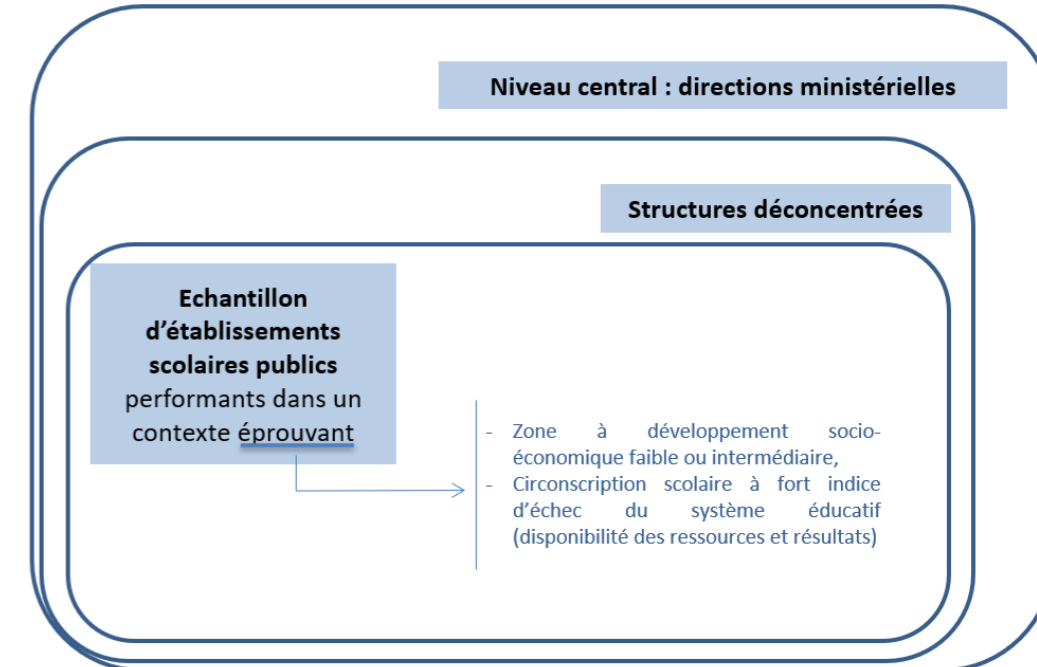 Niveau central : directions ministérielles
Structures déconcentrées
Echantillon
d’établissements
scolaires publics
performants dans un
contexte éprouvant
- Zone à développement socio-
économique faible ou intermédiaire,
- Circonscription scolaire à fort indice
d’échec du système éducatif
(disponibilité des ressources et résultats)